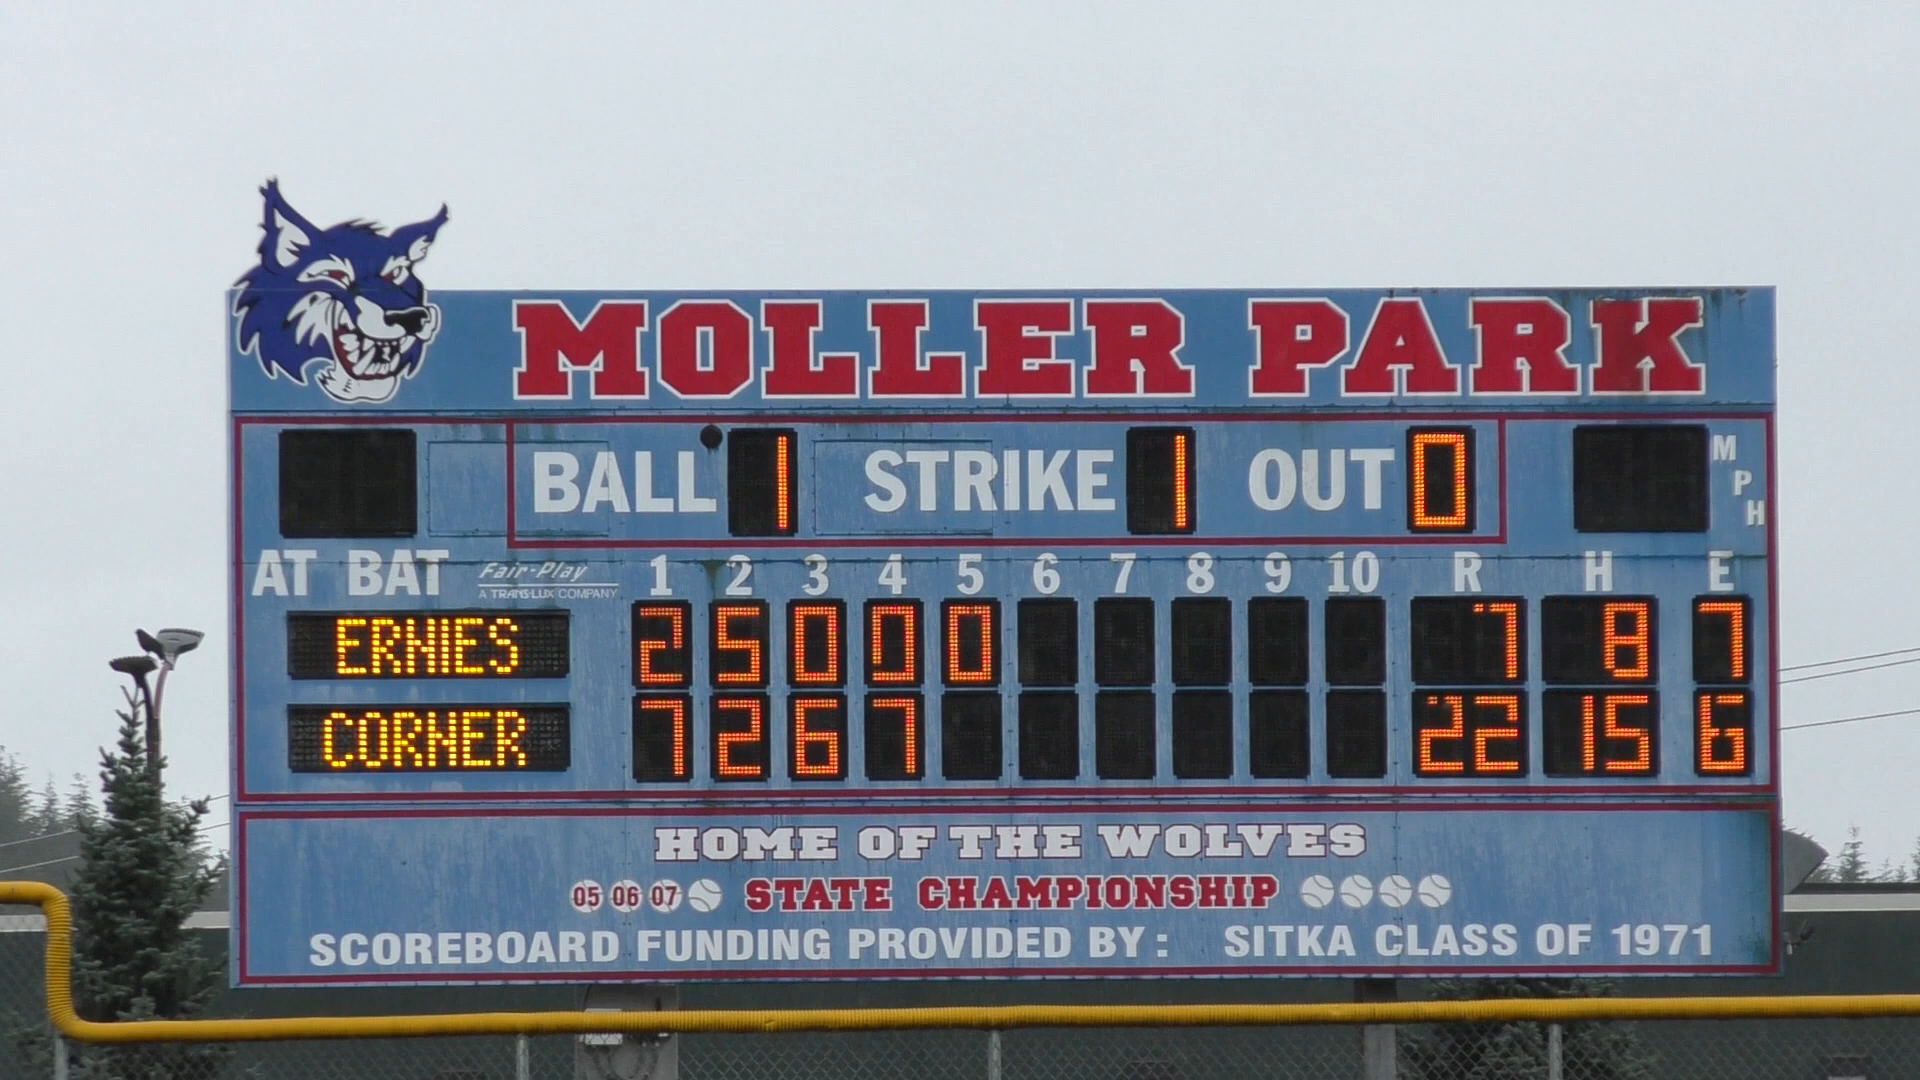 MOLLER PARK
BALL 1 STRIKE 1 OUT 0 MPH
AT BAT Fair-Play 1 2 3 4 5 6 7 8 9 10 R H E
A TRANS-LUX COMPANY
ERNIES 2 5 0 0 0 7 8 7
CORNER 7 2 6 7 22 15 6
HOME OF THE WOLVES
05 06 07 STATE CHAMPIONSHIP
SCOREBOARD FUNDING PROVIDED BY: SITKA CLASS OF 1971